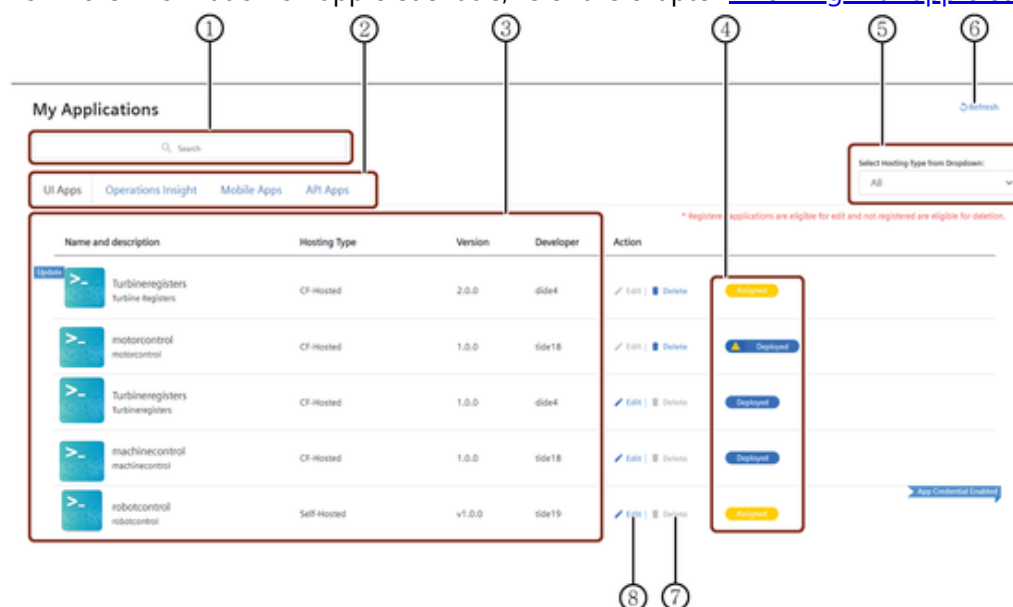 ① ② ③ ④ ⑤ ⑥
My Applications
Refresh
Search
Select Hosting-Type from Dropdown:
All
UI Apps Operations Insight Mobile Apps API Apps
* Registered applications are eligible for edit and not registered are eligible for deletion.
Name and description Hosting Type Version Developer Action
Update
>_ Turbineregisters CF-Hosted 2.0.0 dide4 Edit | Delete Assigned
Turbine Registers
>_ motorcontrol CF-Hosted 1.0.0 tide18 Edit | Delete Deployed
motorcontrol
>_ Turbineregisters CF-Hosted 1.0.0 dide4 Edit | Delete Deployed
Turbineregisters
>_ machinecontrol CF-Hosted 1.0.0 tide18 Edit | Delete Deployed
machinecontrol
App Credential Enabled
>_ robotcontrol Self-Hosted v1.0.0 tide19 Edit | Delete Assigned
robotcontrol
⑧ ⑦